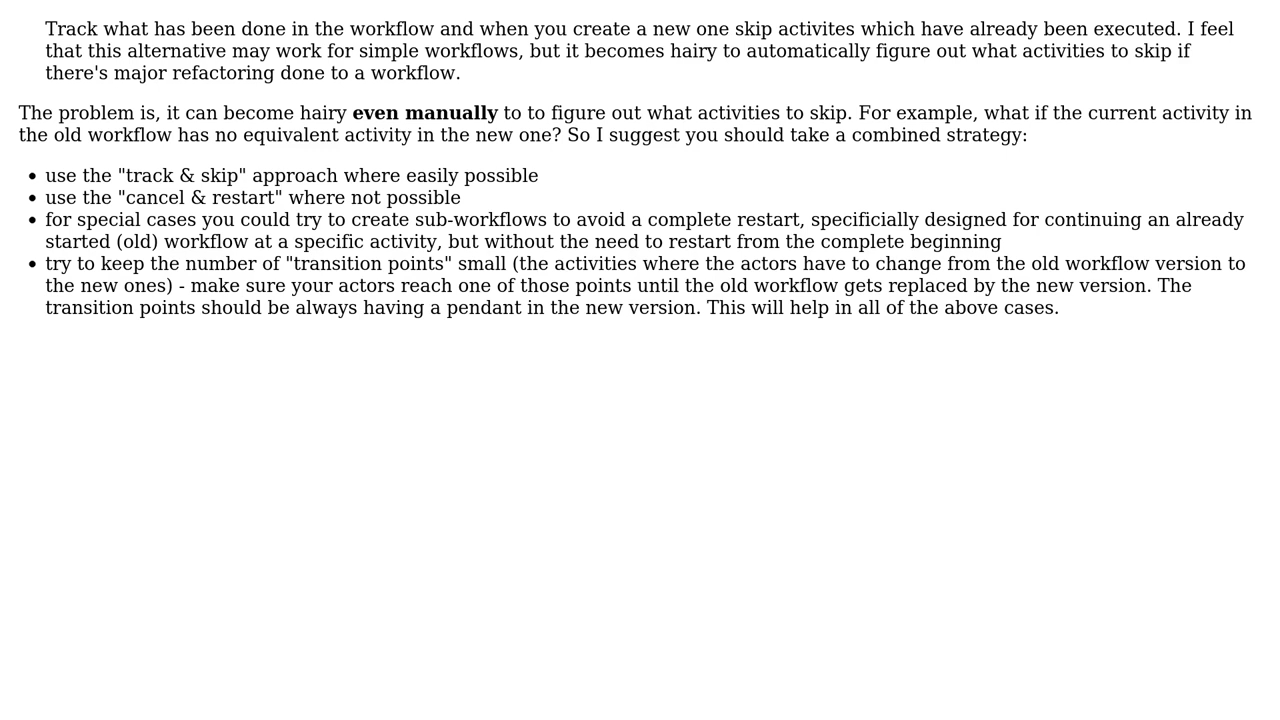 Track what has been done in the workflow and when you create a new one skip activites which have already been executed. I feel
that this alternative may work for simple workflows, but it becomes hairy to automatically figure out what activities to skip if
there's major refactoring done to a workflow.
The problem is, it can become hairy even manually to to figure out what activities to skip. For example, what if the current activity in
the old workflow has no equivalent activity in the new one? So I suggest you should take a combined strategy:
• use the "track & skip" approach where easily possible
• use the "cancel & restart" where not possible
• for special cases you could try to create sub-workflows to avoid a complete restart, specificially designed for continuing an already
started (old) workflow at a specific activity, but without the need to restart from the complete beginning
• try to keep the number of "transition points" small (the activities where the actors have to change from the old workflow version to
the new ones) - make sure your actors reach one of those points until the old workflow gets replaced by the new version. The
transition points should be always having a pendant in the new version. This will help in all of the above cases.